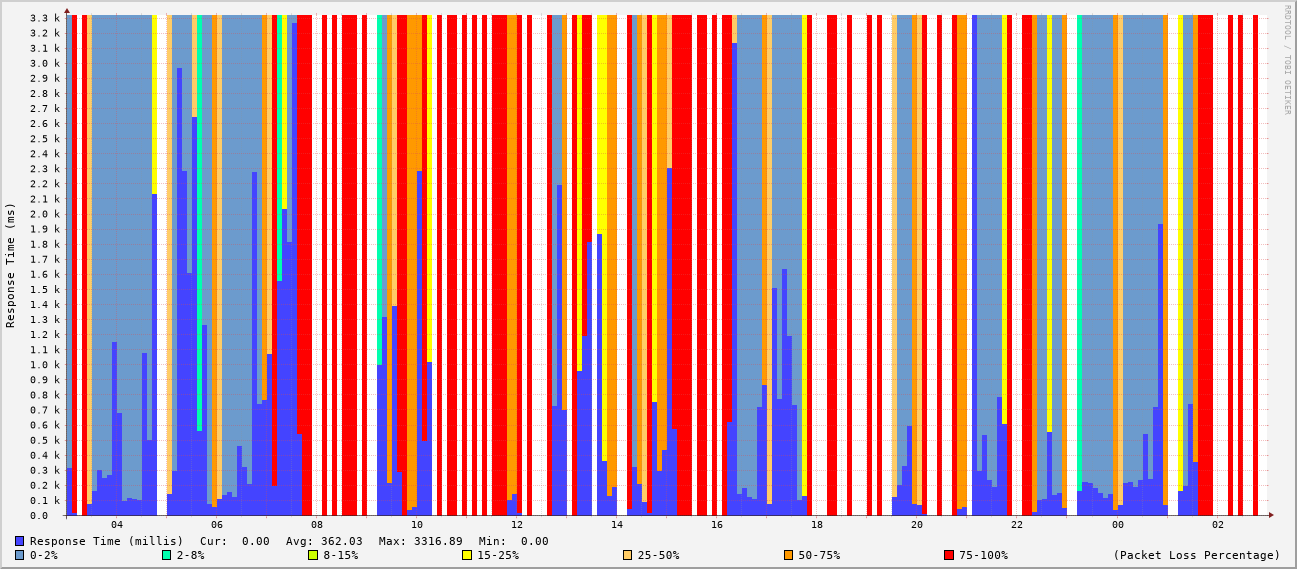 RRDTOOL / TOBI OETIKER
Response Time (ms)
3.3 k
3.2 k
3.1 k
3.0 k
2.9 k
2.8 k
2.7 k
2.6 k
2.5 k
2.4 k
2.3 k
2.2 k
2.1 k
2.0 k
1.9 k
1.8 k
1.7 k
1.6 k
1.5 k
1.4 k
1.3 k
1.2 k
1.1 k
1.0 k
0.9 k
0.8 k
0.7 k
0.6 k
0.5 k
0.4 k
0.3 k
0.2 k
0.1 k
0.0
04 06 08 10 12 14 16 18 20 22 00 02
Response Time (millis) Cur: 0.00 Avg: 362.03 Max: 3316.89 Min: 0.00
0-2% 2-8% 8-15% 15-25% 25-50% 50-75% 75-100% (Packet Loss Percentage)